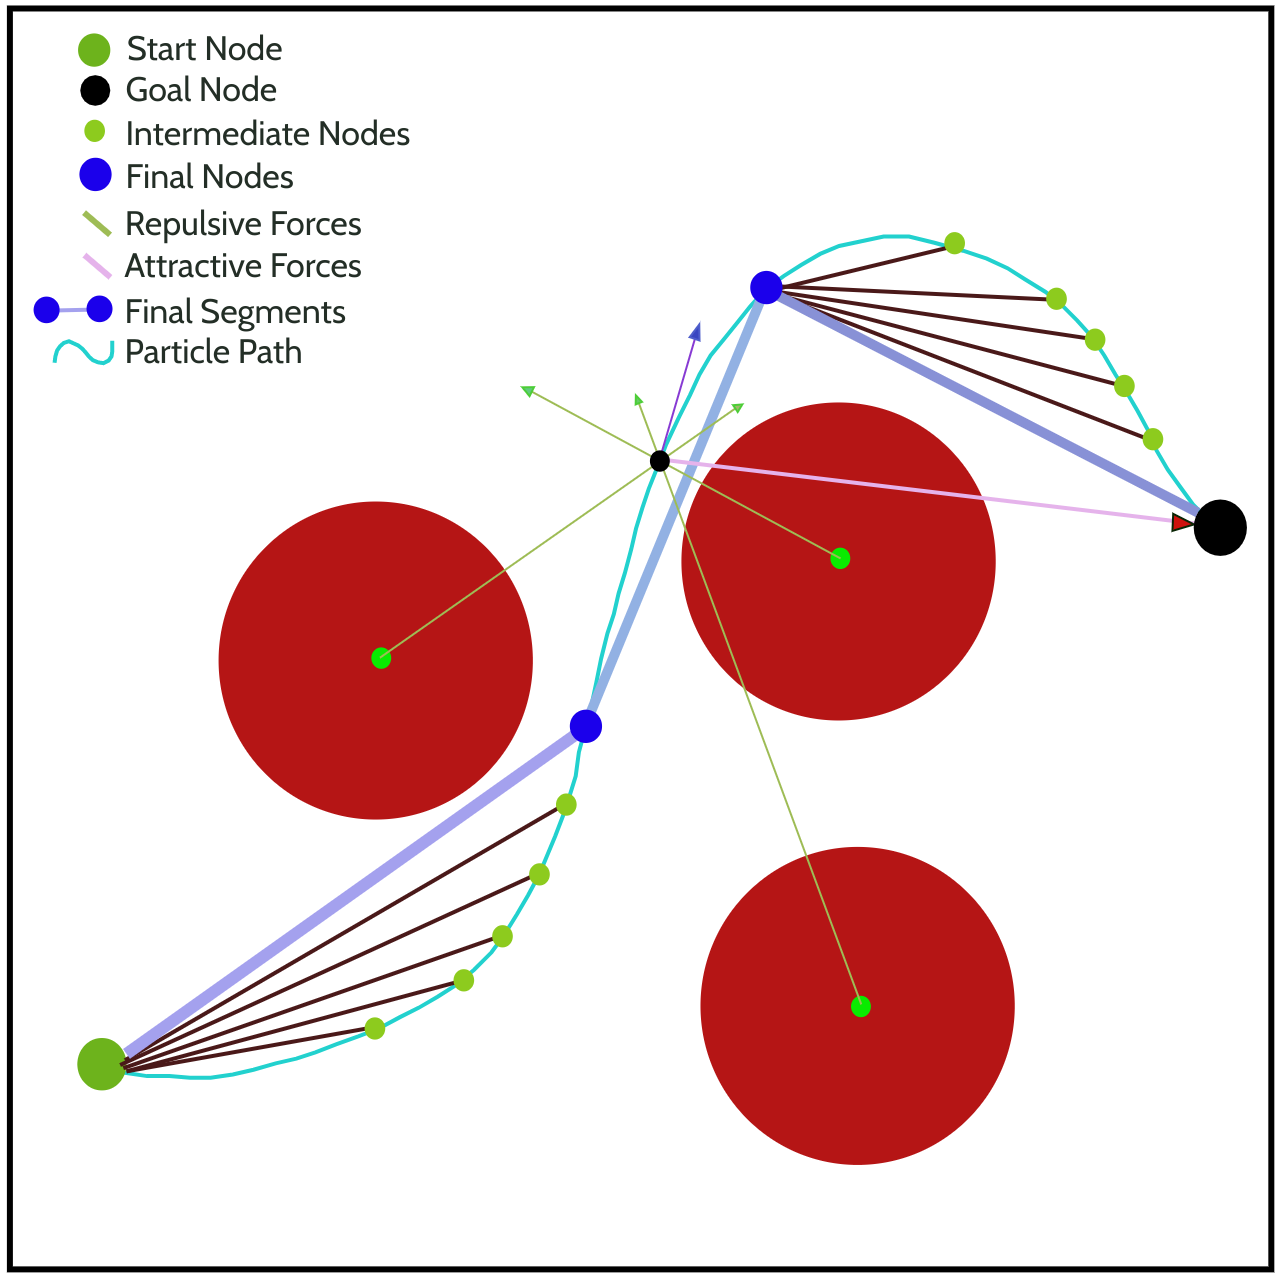 Start Node
Goal Node
Intermediate Nodes
Final Nodes
Repulsive Forces
Attractive Forces
Final Segments
Particle Path